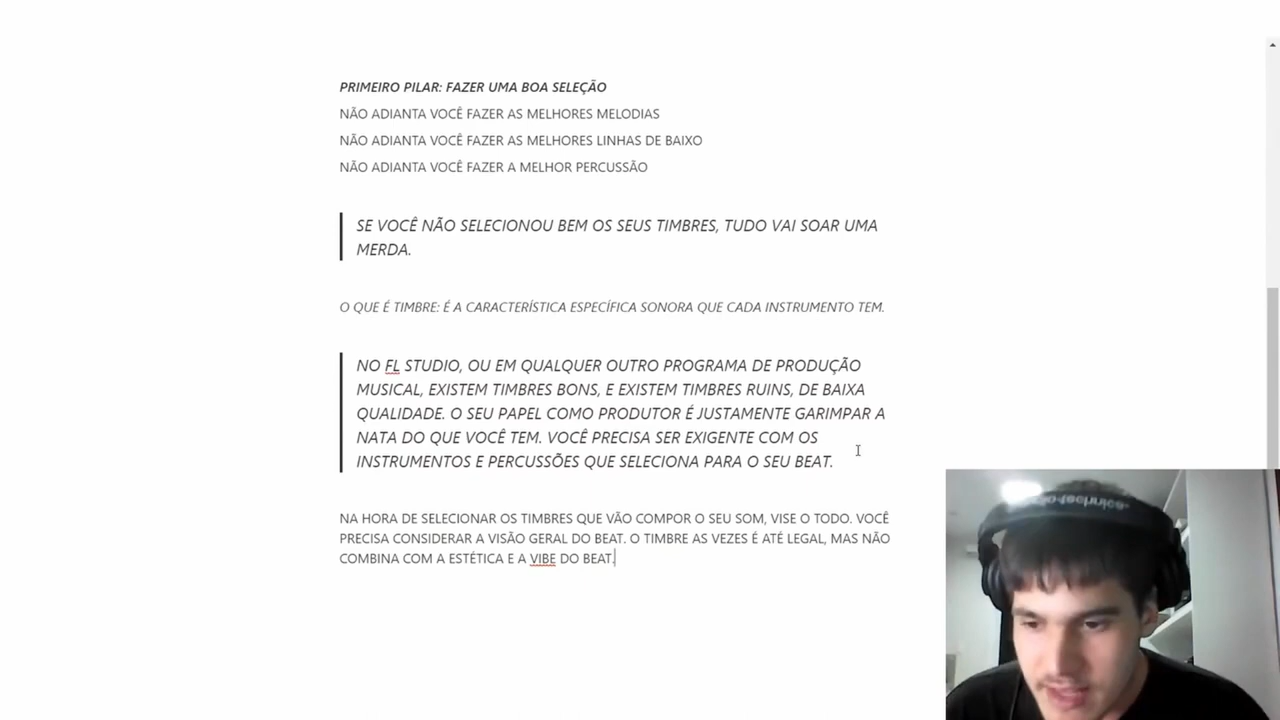 PRIMEIRO PILAR: FAZER UMA BOA SELEÇÃO
NÃO ADIANTA VOCÊ FAZER AS MELHORES MELODIAS
NÃO ADIANTA VOCÊ FAZER AS MELHORES LINHAS DE BAIXO
NÃO ADIANTA VOCÊ FAZER A MELHOR PERCUSSÃO
SE VOCÊ NÃO SELECIONOU BEM OS SEUS TIMBRES, TUDO VAI SOAR UMA
MERDA.
O QUE É TIMBRE: É A CARACTERÍSTICA ESPECÍFICA SONORA QUE CADA INSTRUMENTO TEM.
NO FL STUDIO, OU EM QUALQUER OUTRO PROGRAMA DE PRODUÇÃO
MUSICAL, EXISTEM TIMBRES BONS, E EXISTEM TIMBRES RUINS, DE BAIXA
QUALIDADE. O SEU PAPEL COMO PRODUTOR É JUSTAMENTE GARIMPAR A
NATA DO QUE VOCÊ TEM. VOCÊ PRECISA SER EXIGENTE COM OS
INSTRUMENTOS E PERCUSSÕES QUE SELECIONA PARA O SEU BEAT.
NA HORA DE SELECIONAR OS TIMBRES QUE VÃO COMPOR O SEU SOM, VISE O TODO. VOCÊ
PRECISA CONSIDERAR A VISÃO GERAL DO BEAT. O TIMBRE AS VEZES É ATÉ LEGAL, MAS NÃO
COMBINA COM A ESTÉTICA E A VIBE DO BEAT.